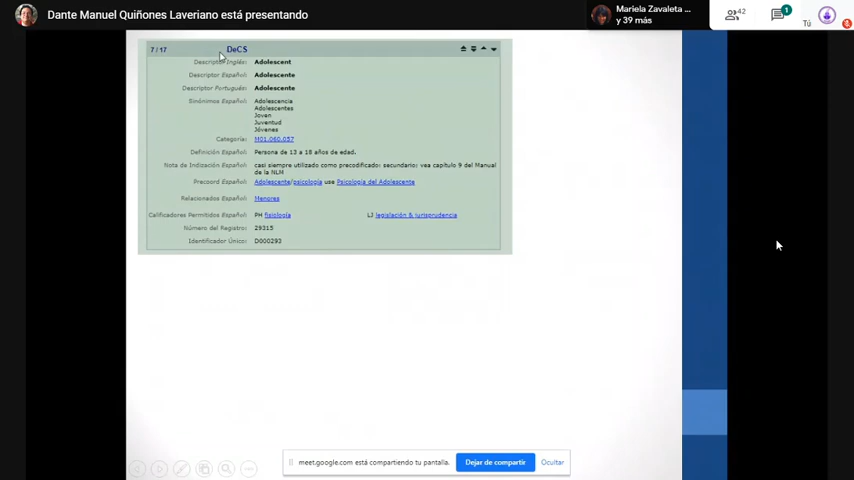 Dante Manuel Quiñones Laveriano está presentando
Mariela Zavaleta ...
y 39 más
42
1
Tú
7 / 17
DeCS
Descriptor Inglés: Adolescent
Descriptor Español: Adolescente
Descriptor Portugués: Adolescente
Sinónimos Español: Adolescencia
Adolescentes
Joven
Juventud
Jóvenes
Categoría: M01.060.057
Definición Español: Persona de 13 a 18 años de edad.
Nota de Indización Español: casi siempre utilizado como precodificador secundario; vea capítulo 9 del Manual
de la NLM
Precoord Español: Adolescente/psicología use Psicología del Adolescente
Relacionados Español: Menores
Calificadores Permitidos Español: PH fisiología LJ legislación & jurisprudencia
Número del Registro: 29315
Identificador Único: D000293
meet.google.com está compartiendo tu pantalla.
Dejar de compartir
Ocultar